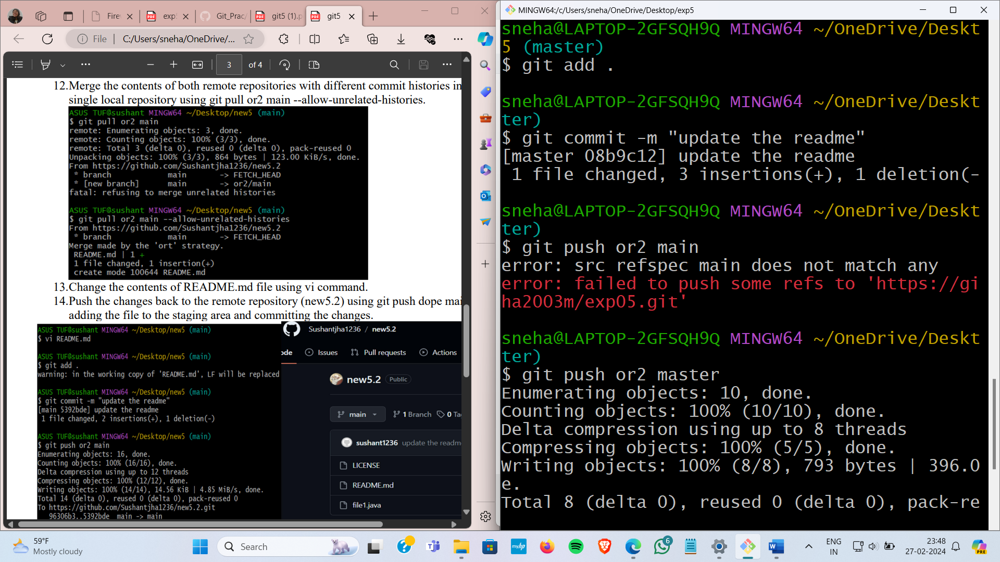 Fire
exp
Git_Prac/
git5 (1).p
git5
File
C:/Users/sneha/OneDrive/...
3
of 4
12.Merge the contents of both remote repositories with different commit histories in
single local repository using git pull or2 main --allow-unrelated-histories.
ASUS TUF@sushant MINGW64 ~/Desktop/new5 (main)
$ git pull or2 main
remote: Enumerating objects: 3, done.
remote: Counting objects: 100% (3/3), done.
remote: Total 3 (delta 0), reused 0 (delta 0), pack-reused 0
Unpacking objects: 100% (3/3), 864 bytes | 123.00 KiB/s, done.
From https://github.com/Sushantjha1236/new5.2
 * branch            main       -> FETCH_HEAD
 * [new branch]      main       -> or2/main
fatal: refusing to merge unrelated histories
ASUS TUF@sushant MINGW64 ~/Desktop/new5 (main)
$ git pull or2 main --allow-unrelated-histories
From https://github.com/Sushantjha1236/new5.2
 * branch            main       -> FETCH_HEAD
Merge made by the 'ort' strategy.
 README.md | 1 +
 1 file changed, 1 insertion(+)
 create mode 100644 README.md
13.Change the contents of README.md file using vi command.
14.Push the changes back to the remote repository (new5.2) using git push dope mai
adding the file to the staging area and committing the changes.
ASUS TUF@sushant MINGW64 ~/Desktop/new5 (main)
$ vi README.md
ASUS TUF@sushant MINGW64 ~/Desktop/new5 (main)
$ git add .
warning: in the working copy of 'README.md', LF will be replaced
ASUS TUF@sushant MINGW64 ~/Desktop/new5 (main)
$ git commit -m "update the readme"
[main 5392bde] update the readme
 1 file changed, 2 insertions(+), 1 deletion(-)
ASUS TUF@sushant MINGW64 ~/Desktop/new5 (main)
$ git push or2 main
Enumerating objects: 16, done.
Counting objects: 100% (16/16), done.
Delta compression using up to 12 threads
Compressing objects: 100% (12/12), done.
Writing objects: 100% (14/14), 14.56 KiB | 4.85 MiB/s, done.
Total 14 (delta 0), reused 0 (delta 0), pack-reused 0
To https://github.com/Sushantjha1236/new5.2.git
   96306b3..5392bde  main -> main
Sushantjha1236 / new5.2
ode
Issues
Pull requests
Actions
new5.2
Public
main
1 Branch
0 Ta
sushant1236 update the readm
LICENSE
README.md
file1.java
MINGW64:/c/Users/sneha/OneDrive/Desktop/exp5
sneha@LAPTOP-2GFSQH9Q MINGW64 ~/OneDrive/Deskt
5 (master)
$ git add .
sneha@LAPTOP-2GFSQH9Q MINGW64 ~/OneDrive/Deskt
ter)
$ git commit -m "update the readme"
[master 08b9c12] update the readme
 1 file changed, 3 insertions(+), 1 deletion(-
sneha@LAPTOP-2GFSQH9Q MINGW64 ~/OneDrive/Deskt
ter)
$ git push or2 main
error: src refspec main does not match any
error: failed to push some refs to 'https://gi
ha2003m/exp05.git'
sneha@LAPTOP-2GFSQH9Q MINGW64 ~/OneDrive/Deskt
ter)
$ git push or2 master
Enumerating objects: 10, done.
Counting objects: 100% (10/10), done.
Delta compression using up to 8 threads
Compressing objects: 100% (5/5), done.
Writing objects: 100% (8/8), 793 bytes | 396.0
e.
Total 8 (delta 0), reused 0 (delta 0), pack-re
59°F
Mostly cloudy
Search
myhp
6
ENG
IN
23:48
27-02-2024
PRE